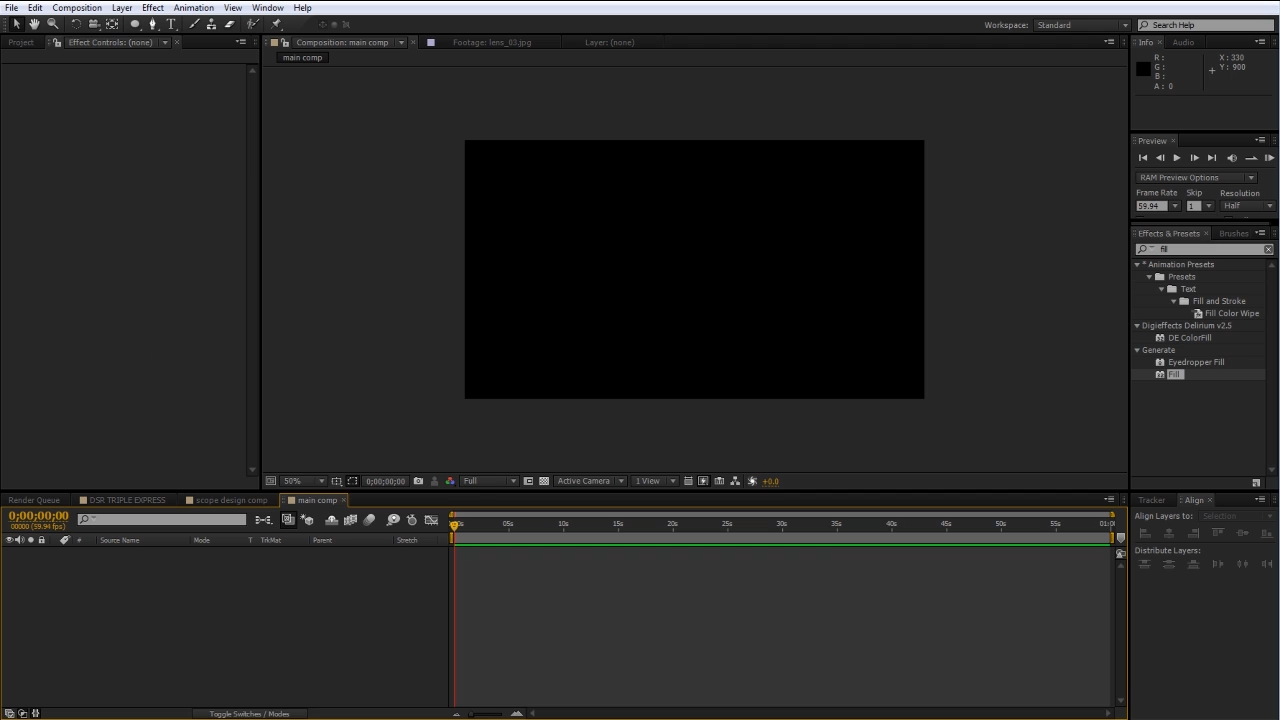 File Edit Composition Layer Effect Animation View Window Help
Workspace: Standard Search Help
Project Effect Controls: (none)
Composition: main comp Footage: lens_03.jpg Layer: (none)
main comp
Info Audio
R: X: 330
G: Y: 900
B:
A: 0
Preview
RAM Preview Options
Frame Rate Skip Resolution
59.94 1 Half
Effects & Presets Brushes
fill
* Animation Presets
Presets
Text
Fill and Stroke
Fill Color Wipe
Digieffects Delirium v2.5
DE ColorFill
Generate
Eyedropper Fill
Fill
50% 0;00;00;00 Full Active Camera 1 View +0.0
Render Queue DSR TRIPLE EXPRESS scope design comp main comp
0;00;00;00
00000 (59.94 fps)
# Source Name Mode T TrkMat Parent Stretch
05s 10s 15s 20s 25s 30s 35s 40s 45s 50s 55s
Toggle Switches / Modes
Tracker Align
Align Layers to: Selection
Distribute Layers: